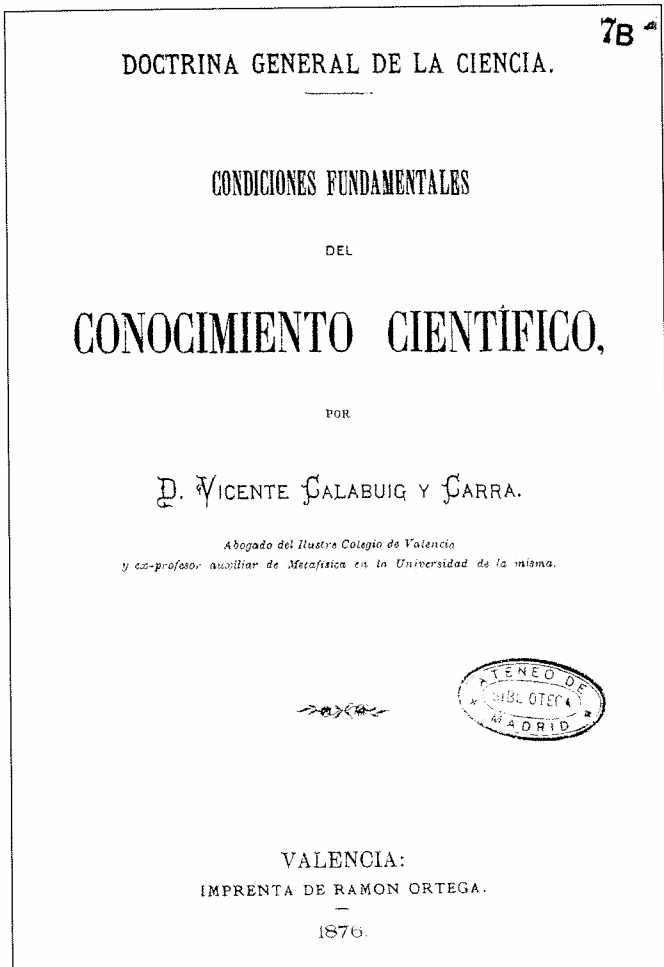 7B
DOCTRINA GENERAL DE LA CIENCIA.
CONDICIONES FUNDAMENTALES
DEL
CONOCIMIENTO CIENTÍFICO,
POR
D. VICENTE CALABUIG Y CARRA.
Abogado del Ilustre Colegio de Valencia
y ex-profesor auxiliar de Metafísica en la Universidad de la misma.
ATENEO DE
BIBLIOTECA
MADRID
VALENCIA:
IMPRENTA DE RAMON ORTEGA.
1876.